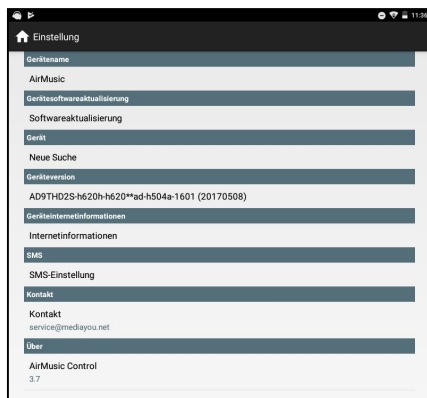 11:36
Einstellung
Gerätename
AirMusic
Gerätesoftwareaktualisierung
Softwareaktualisierung
Gerät
Neue Suche
Geräteversion
AD9THD2S-h620h-h620**ad-h504a-1601 (20170508)
Geräteinternetinformationen
Internetinformationen
SMS
SMS-Einstellung
Kontakt
Kontakt
service@mediayou.net
Über
AirMusic Control
3.7